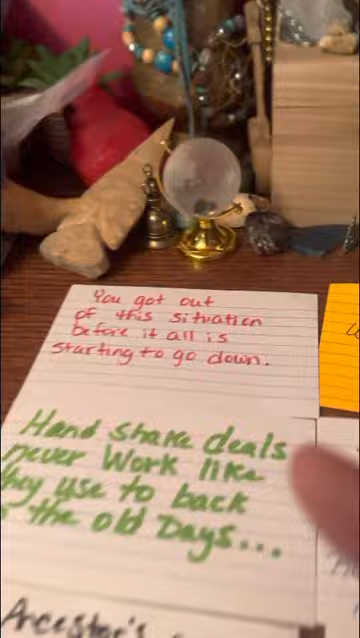 You got out
of this situation
before it all is
starting to go down.
Hand Shake deals
never Work like
they use to back
the old Days...
Ancestor's